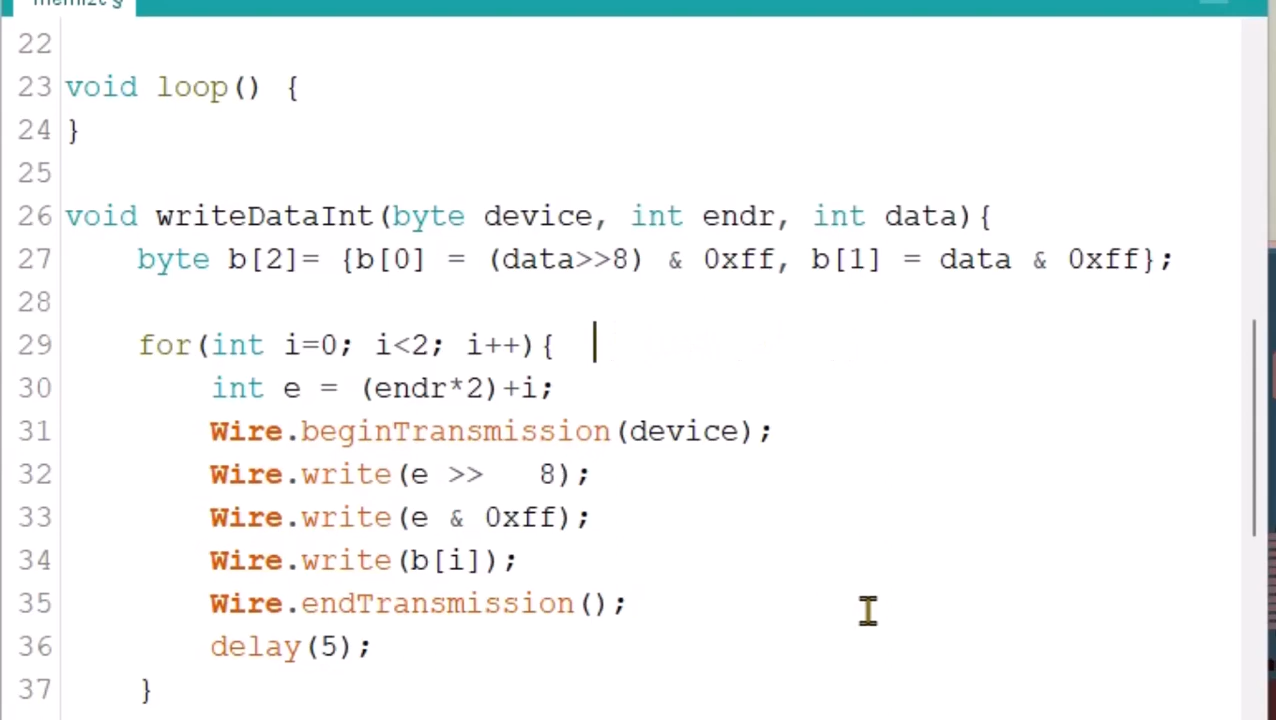 22
23 void loop() {
24 }
25
26 void writeDataInt(byte device, int endr, int data){
27     byte b[2]= {b[0] = (data>>8) & 0xff, b[1] = data & 0xff};
28
29     for(int i=0; i<2; i++){
30         int e = (endr*2)+i;
31         Wire.beginTransmission(device);
32         Wire.write(e >>   8);
33         Wire.write(e & 0xff);
34         Wire.write(b[i]);
35         Wire.endTransmission();
36         delay(5);
37     }